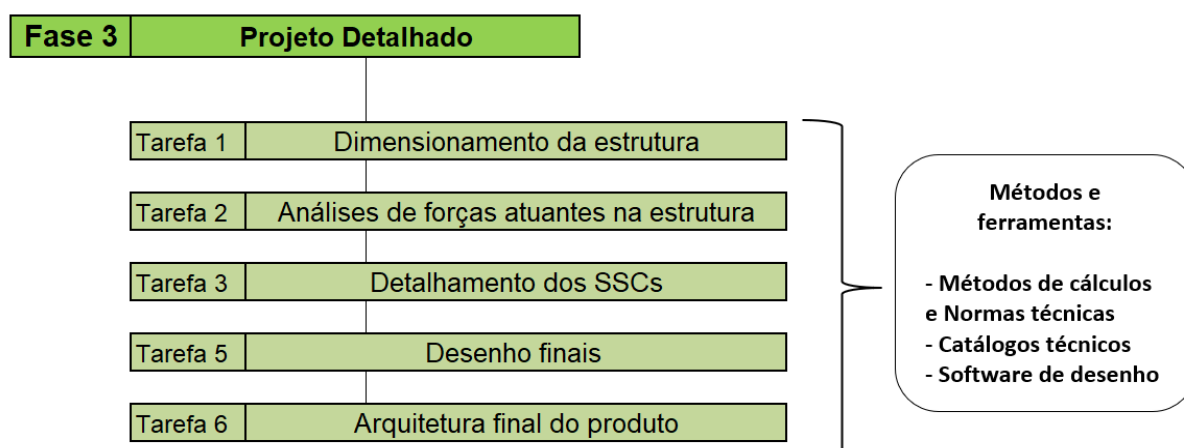 Fase 3 Projeto Detalhado
Tarefa 1 Dimensionamento da estrutura
Tarefa 2 Análises de forças atuantes na estrutura
Tarefa 3 Detalhamento dos SSCs
Tarefa 5 Desenho finais
Tarefa 6 Arquitetura final do produto
Métodos e
ferramentas:
- Métodos de cálculos
e Normas técnicas
- Catálogos técnicos
- Software de desenho